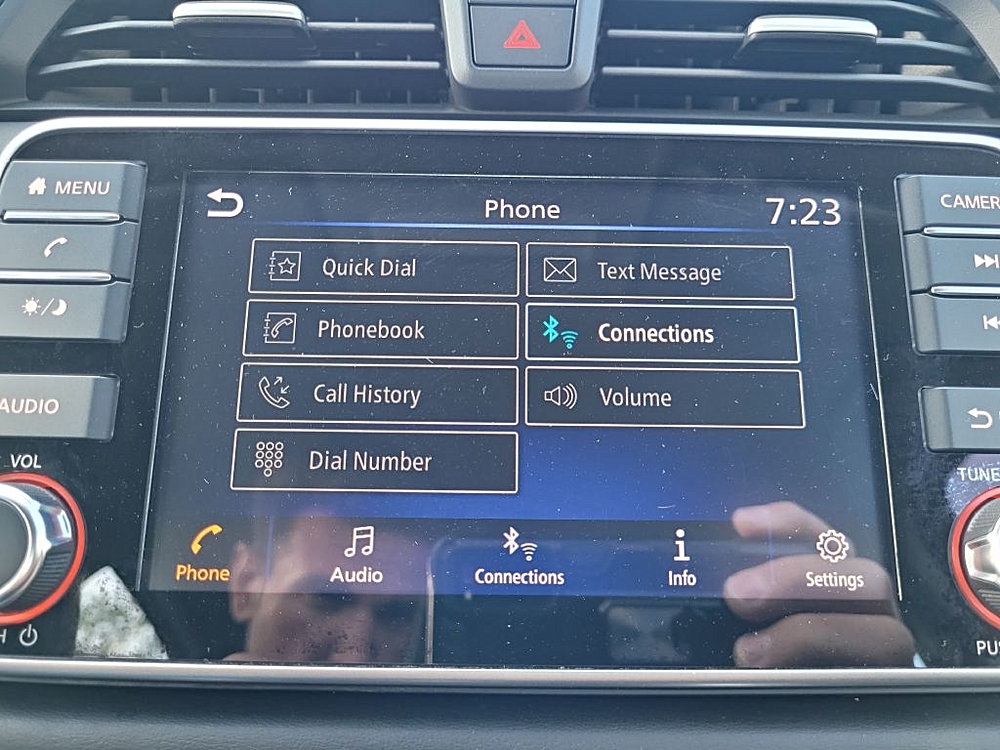 MENU
AUDIO
VOL
Phone
7:23
Quick Dial
Text Message
Phonebook
Connections
Call History
Volume
Dial Number
Phone
Audio
Connections
Info
Settings
CAMER
TUNE
H
PU